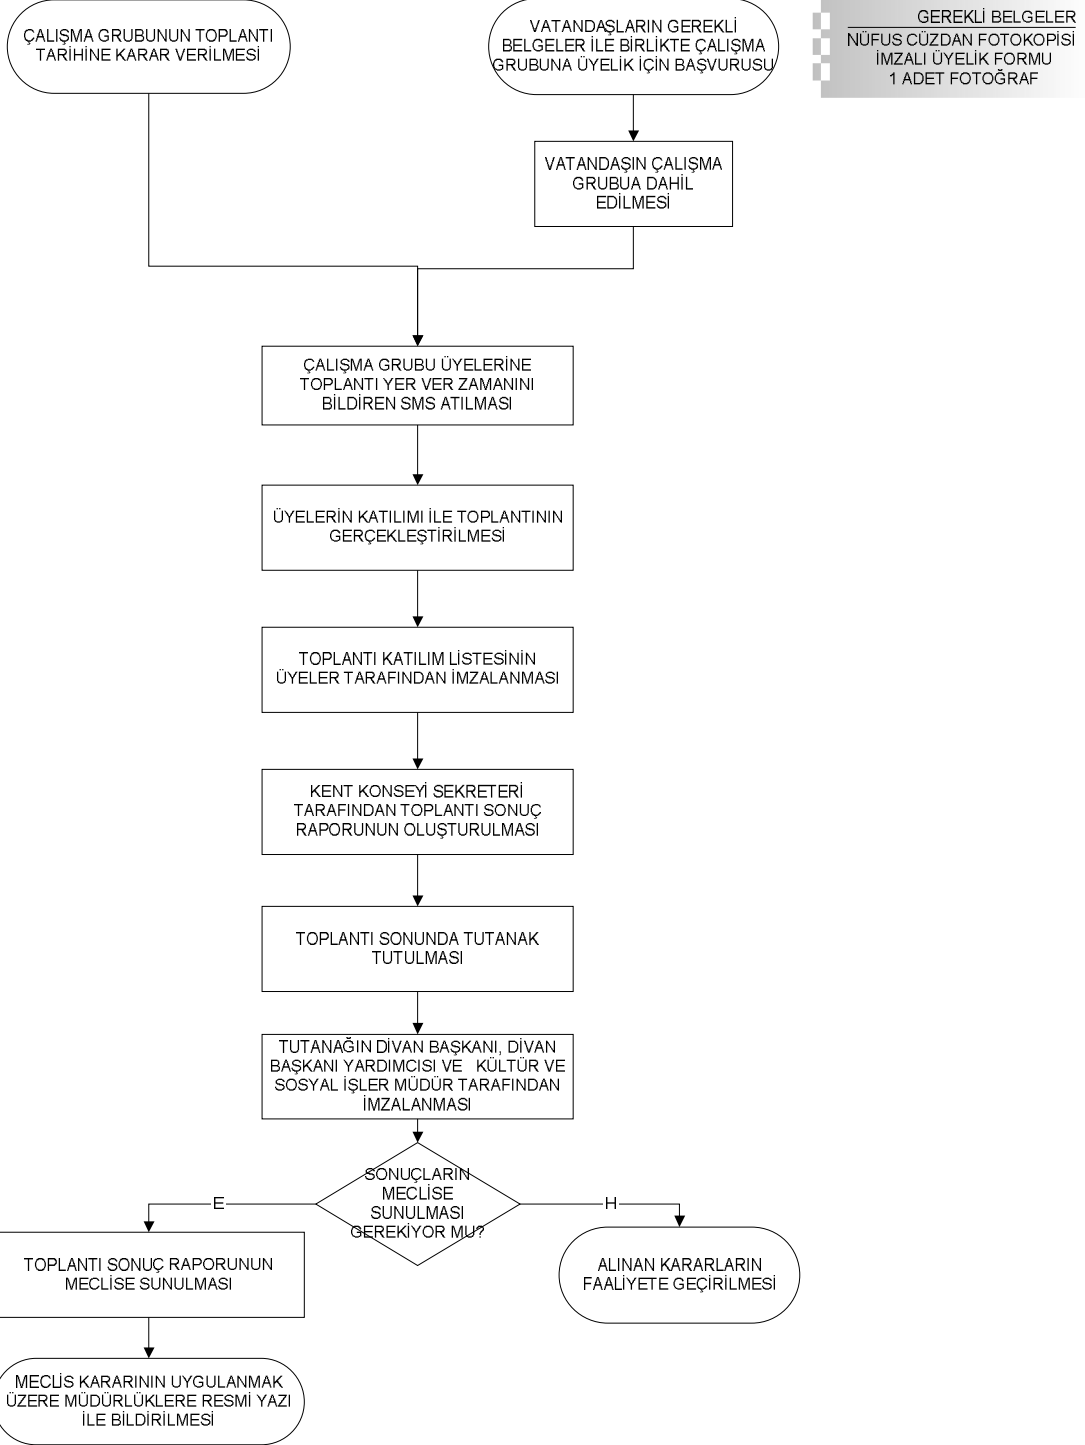 ÇALIŞMA GRUBUNUN TOPLANTI
TARİHİNE KARAR VERİLMESİ
VATANDAŞLARIN GEREKLİ
BELGELER İLE BİRLİKTE ÇALIŞMA
GRUBUNA ÜYELİK İÇİN BAŞVURUSU
GEREKLİ BELGELER
NÜFUS CÜZDAN FOTOKOPİSİ
İMZALI ÜYELİK FORMU
1 ADET FOTOĞRAF
VATANDAŞIN ÇALIŞMA
GRUBUA DAHİL
EDİLMESİ
ÇALIŞMA GRUBU ÜYELERİNE
TOPLANTI YER VER ZAMANINI
BİLDİREN SMS ATILMASI
ÜYELERİN KATILIMI İLE TOPLANTININ
GERÇEKLEŞTİRİLMESİ
TOPLANTI KATILIM LİSTESİNİN
ÜYELER TARAFINDAN İMZALANMASI
KENT KONSEYİ SEKRETERİ
TARAFINDAN TOPLANTI SONUÇ
RAPORUNUN OLUŞTURULMASI
TOPLANTI SONUNDA TUTANAK
TUTULMASI
TUTANAĞIN DİVAN BAŞKANI, DİVAN
BAŞKANI YARDIMCISI VE KÜLTÜR VE
SOSYAL İŞLER MÜDÜR TARAFINDAN
İMZALANMASI
SONUÇLARIN
MECLİSE
SUNULMASI
GEREKİYOR MU?
E
H
TOPLANTI SONUÇ RAPORUNUN
MECLİSE SUNULMASI
ALINAN KARARLARIN
FAALİYETE GEÇİRİLMESİ
MECLİS KARARININ UYGULANMAK
ÜZERE MÜDÜRLÜKLERE RESMİ YAZI
İLE BİLDİRİLMESİ